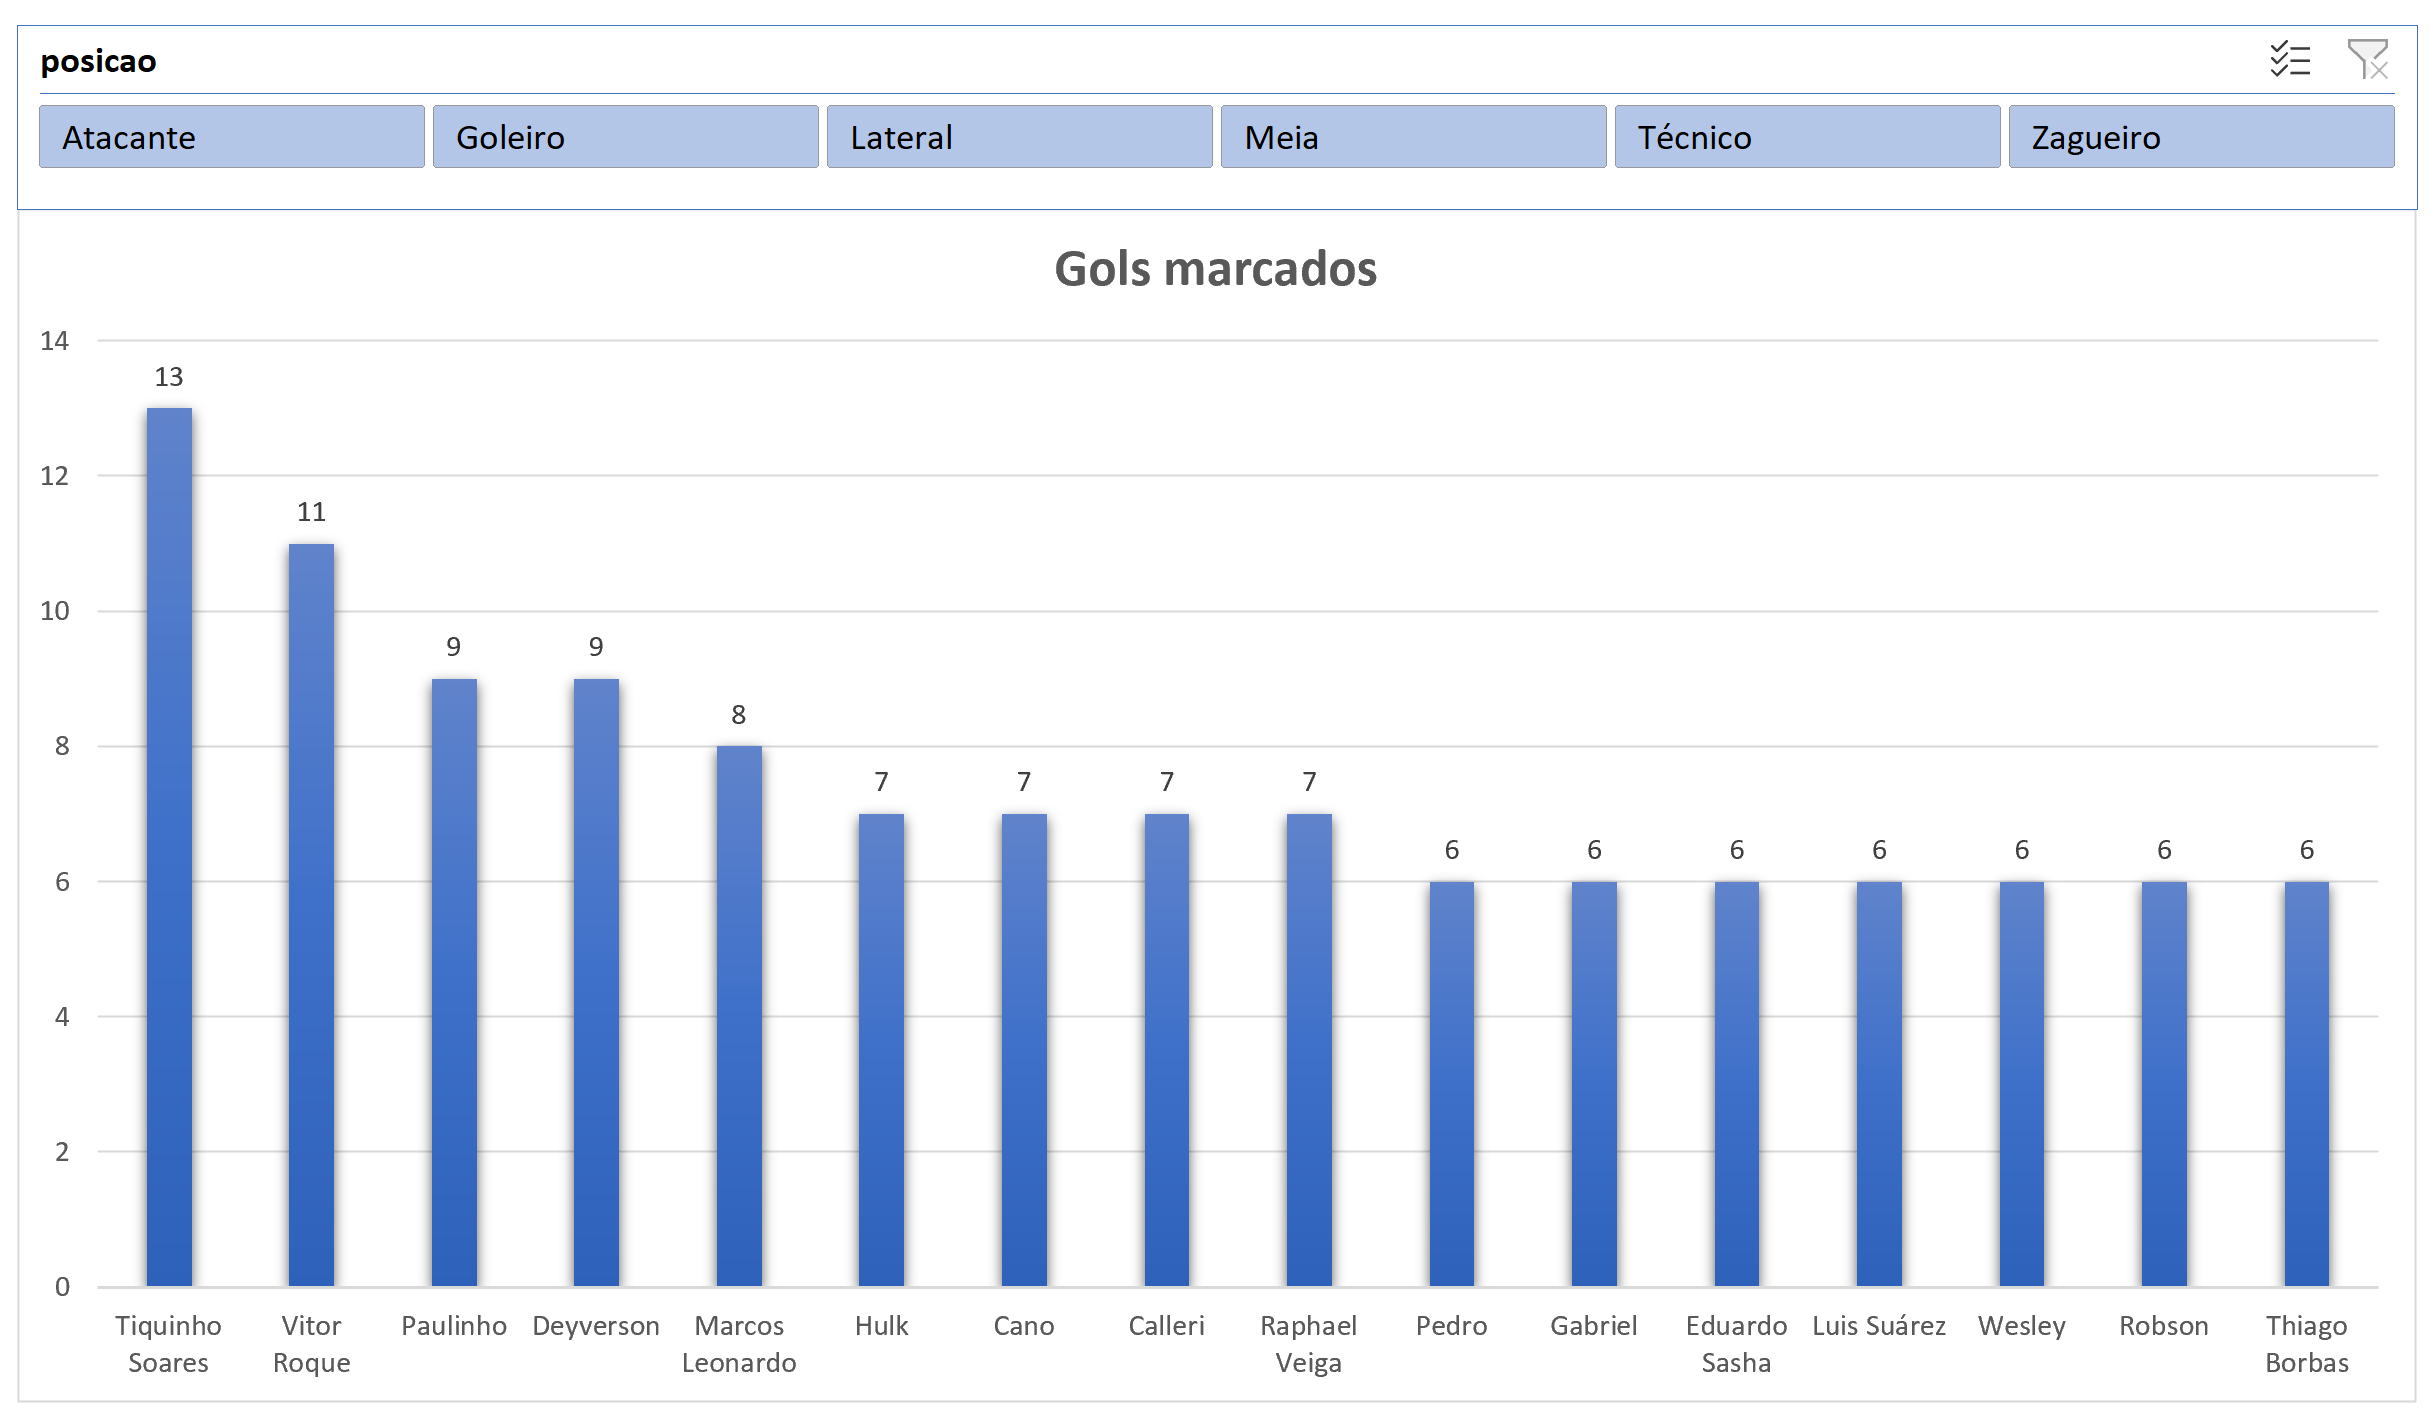 posicao
Atacante Goleiro Lateral Meia Técnico Zagueiro
Gols marcados
14
13
12
11
10
9 9
8
8
7 7 7 7
6 6 6 6 6 6 6
6
4
2
0
Tiquinho Soares
Vitor Roque
Paulinho
Deyverson
Marcos Leonardo
Hulk
Cano
Calleri
Raphael Veiga
Pedro
Gabriel
Eduardo Sasha
Luis Suárez
Wesley
Robson
Thiago Borbas